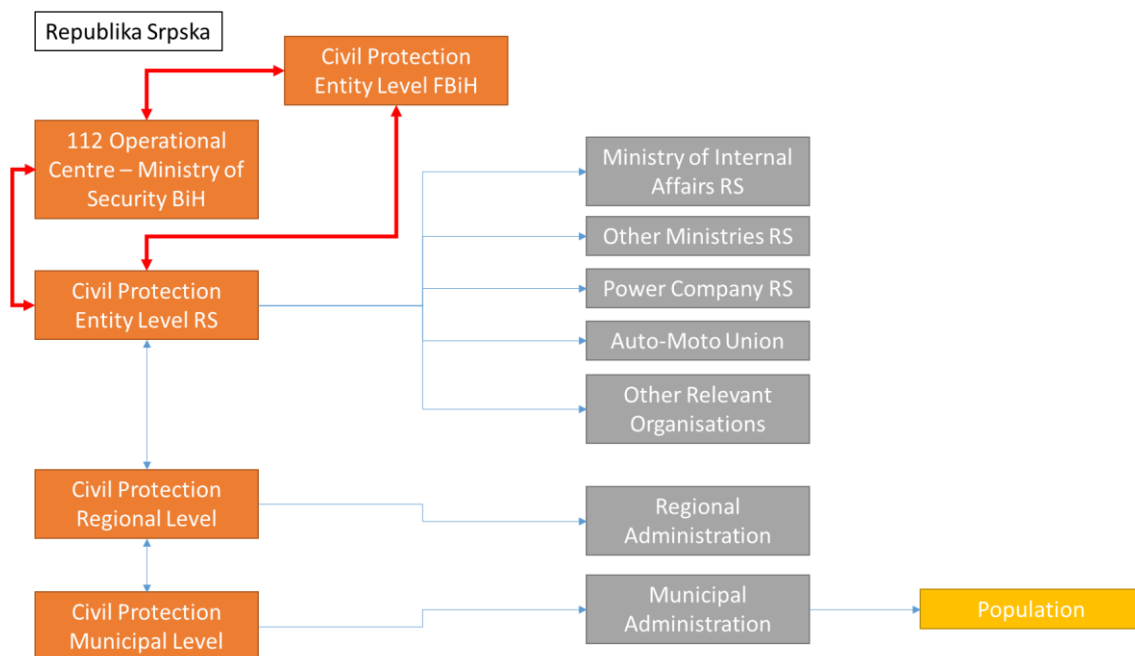 Republika Srpska
Civil Protection
Entity Level FBiH
112 Operational
Centre – Ministry of
Security BiH
Ministry of Internal
Affairs RS
Other Ministries RS
Civil Protection
Entity Level RS
Power Company RS
Auto-Moto Union
Other Relevant
Organisations
Civil Protection
Regional Level
Regional
Administration
Civil Protection
Municipal Level
Municipal
Administration
Population